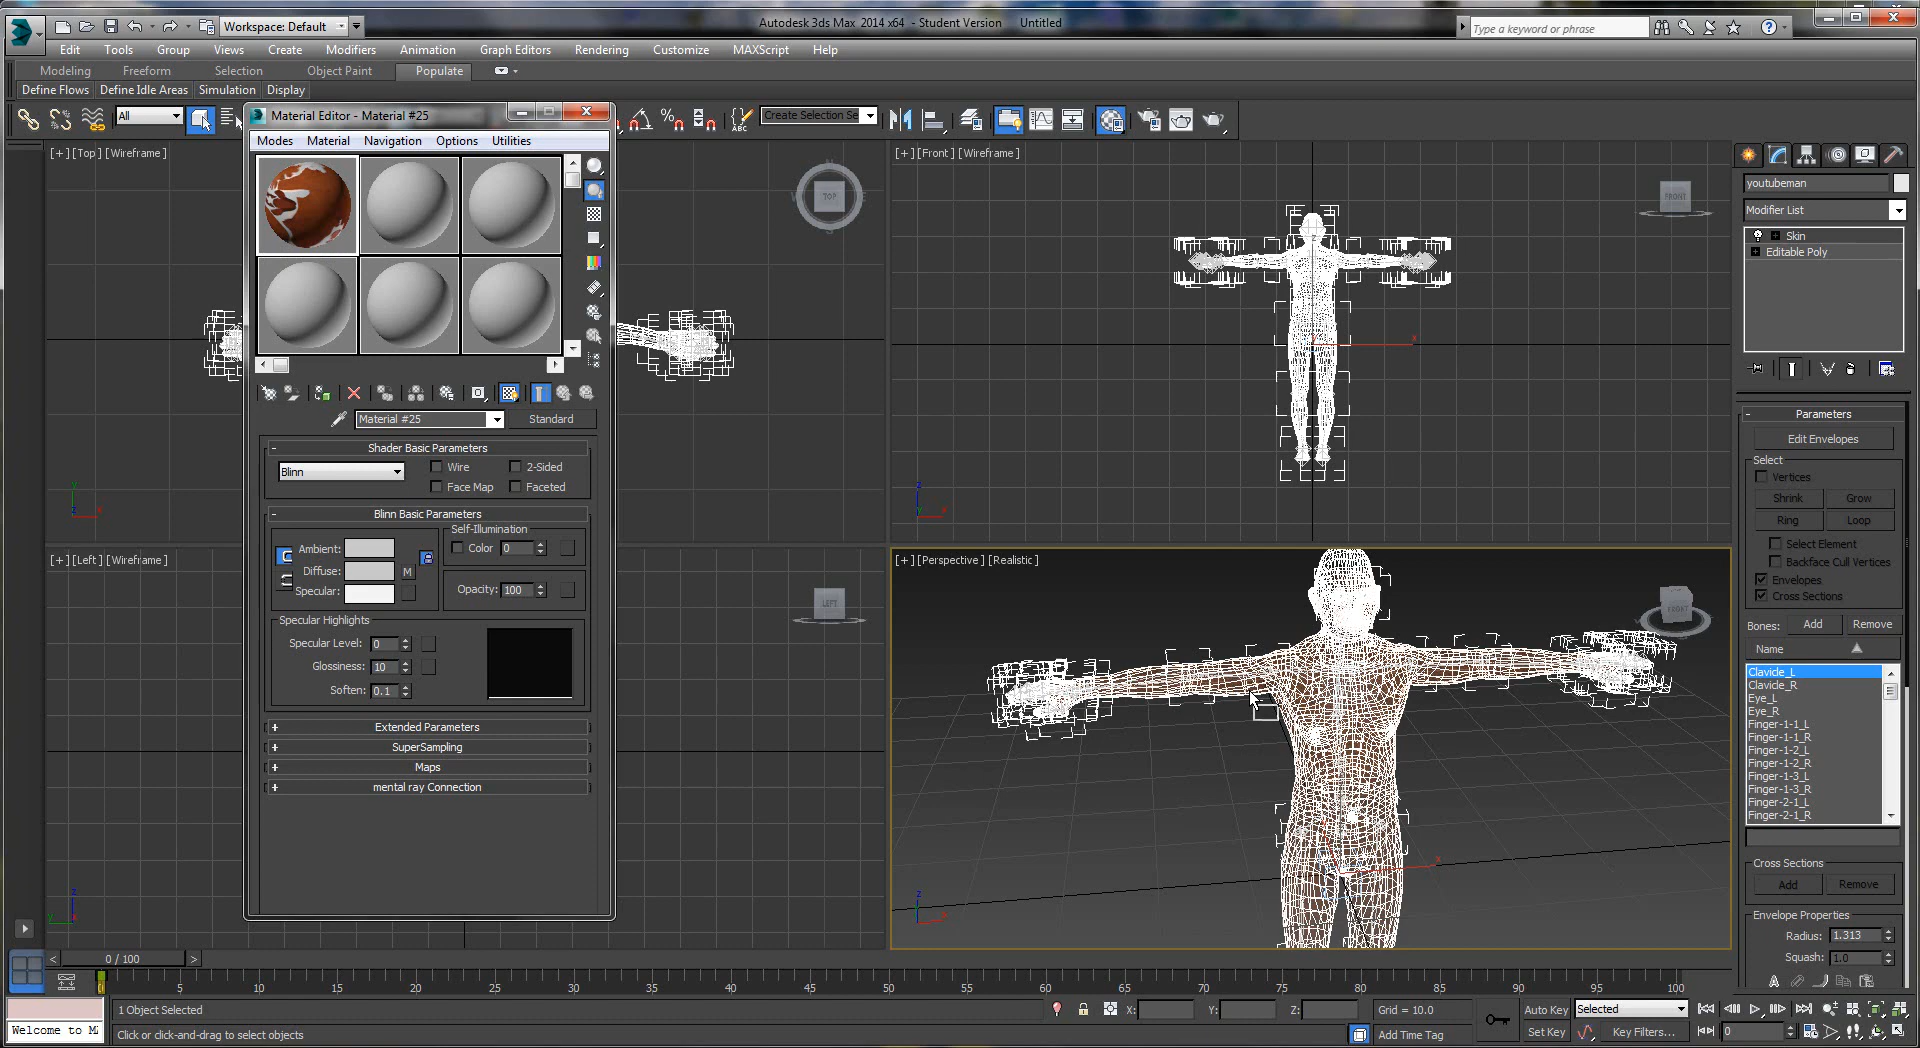 Autodesk 3ds Max 2014 x64 - Student Version Untitled
Workspace: Default
Type a keyword or phrase
Edit Tools Group Views Create Modifiers Animation Graph Editors Rendering Customize MAXScript Help
Modeling Freeform Selection Object Paint Populate
Define Flows Define Idle Areas Simulation Display
All
Create Selection Se
Material Editor - Material #25
Modes Material Navigation Options Utilities
Material #25 Standard
- Shader Basic Parameters
Blinn
Wire 2-Sided
Face Map Faceted
- Blinn Basic Parameters
Self-Illumination
Ambient:
Color 0
Diffuse: M
Specular:
Opacity: 100
Specular Highlights
Specular Level: 0
Glossiness: 10
Soften: 0.1
+ Extended Parameters
+ SuperSampling
+ Maps
+ mental ray Connection
[+] [Top] [Wireframe]
TOP
[+] [Front] [Wireframe]
FRONT
[+] [Left] [Wireframe]
LEFT
[+] [Perspective] [Realistic]
FRONT
youtubeman
Modifier List
Skin
Editable Poly
- Parameters
Edit Envelopes
Select
Vertices
Shrink Grow
Ring Loop
Select Element
Backface Cull Vertices
Envelopes
Cross Sections
Bones: Add Remove
Name
Clavide_L
Clavide_R
Eye_L
Eye_R
Finger-1-1_L
Finger-1-1_R
Finger-1-2_L
Finger-1-2_R
Finger-1-3_L
Finger-1-3_R
Finger-2-1_L
Finger-2-1_R
Cross Sections
Add Remove
Envelope Properties
Radius: 1.313
Squash: 1.0
< 0 / 100 >
5 10 15 20 25 30 35 40 45 50 55 60 65 70 75 80 85 90 95 100
1 Object Selected
X: Y: Z: Grid = 10.0
Auto Key Selected
Welcome to M
Click or click-and-drag to select objects
Add Time Tag
Set Key Key Filters... 0